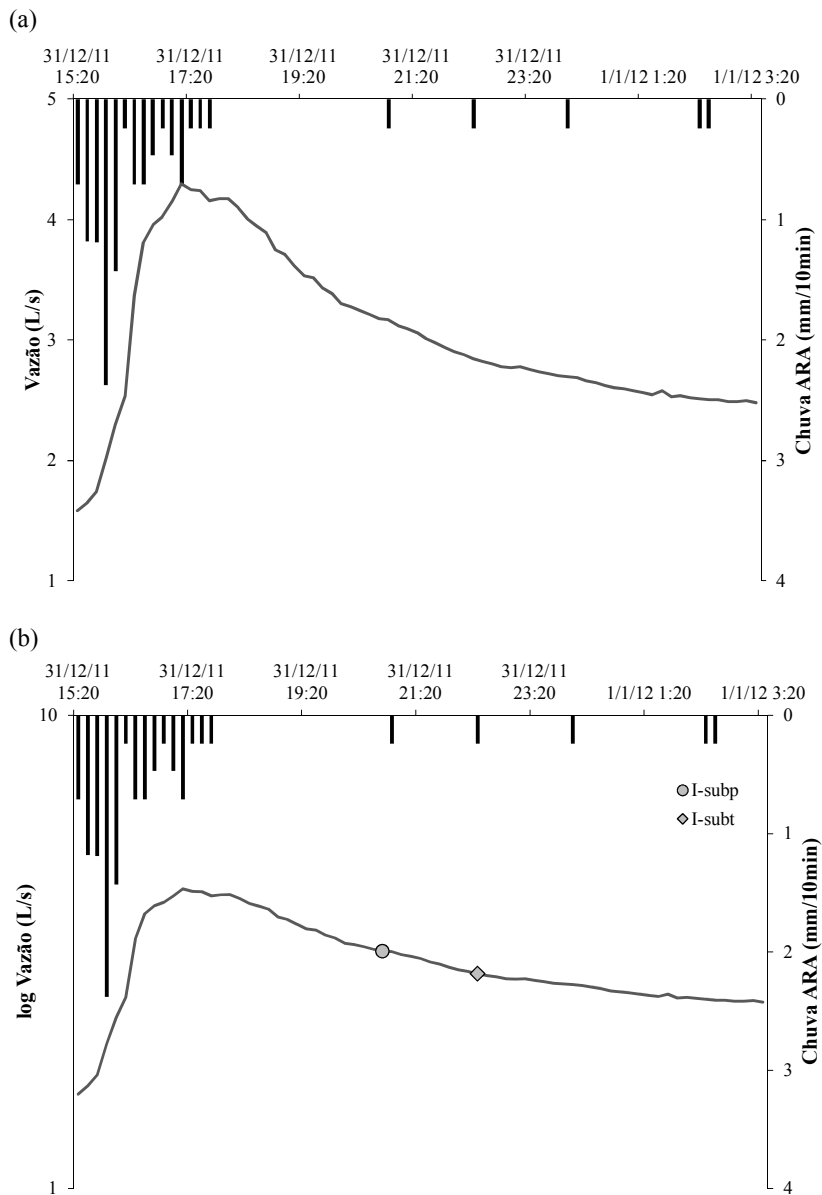 (a)
31/12/11 31/12/11 31/12/11 31/12/11 31/12/11
15:20 17:20 19:20 21:20 23:20 1/1/12 1:20 1/1/12 3:20
5 0
4 1
3 2
2 3
1 4
Vazão (L/s)
Chuva ARA (mm/10min)
(b)
31/12/11 31/12/11 31/12/11 31/12/11 31/12/11
15:20 17:20 19:20 21:20 23:20 1/1/12 1:20 1/1/12 3:20
10 0
I-subp
I-subt
1
2
3
1 4
log Vazão (L/s)
Chuva ARA (mm/10min)